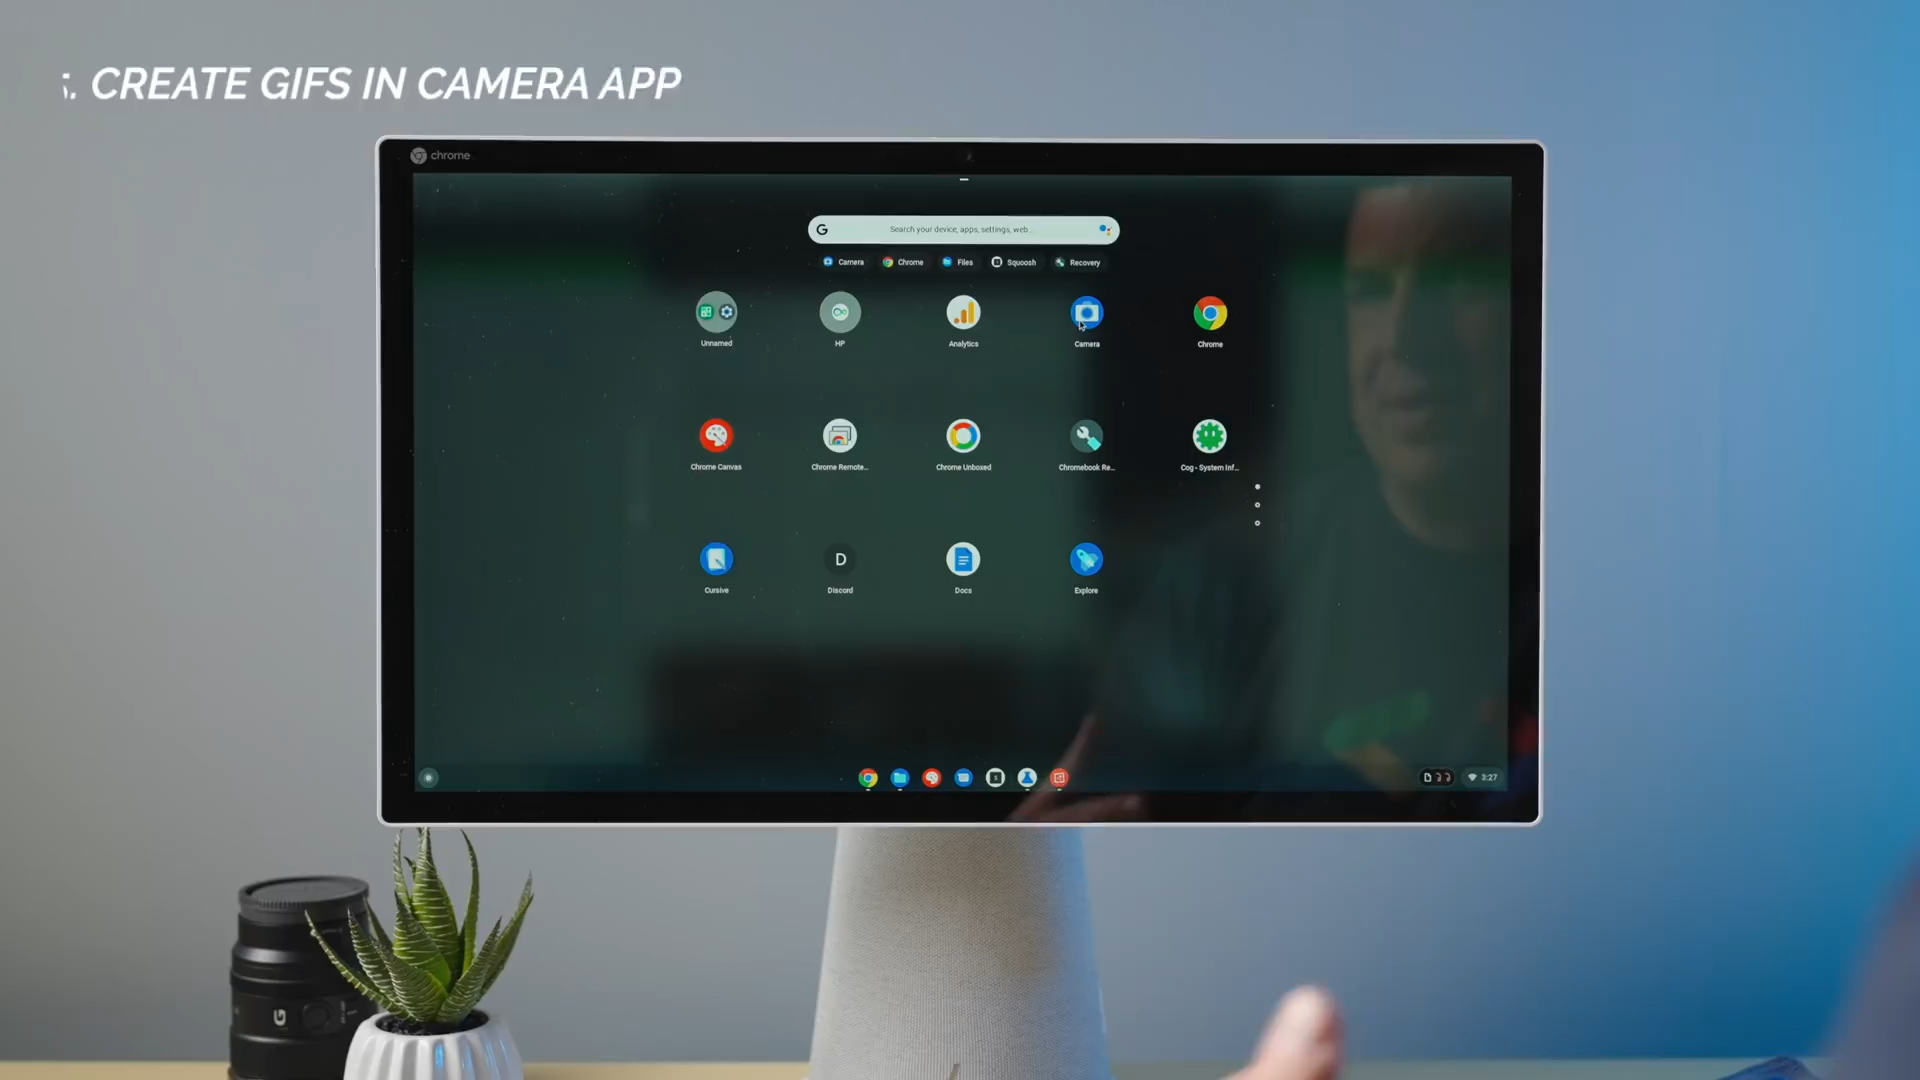 CREATE GIFS IN CAMERA APP
chrome
Search your device, apps, settings, web...
Camera Chrome Files Squoosh Recovery
Unnamed HP Analytics Camera Chrome
Chrome Canvas Chrome Remote... Chrome Unboxed Chromebook Re... Cog - System Inf...
Cursive Discord Docs Explore
D
3:27
G